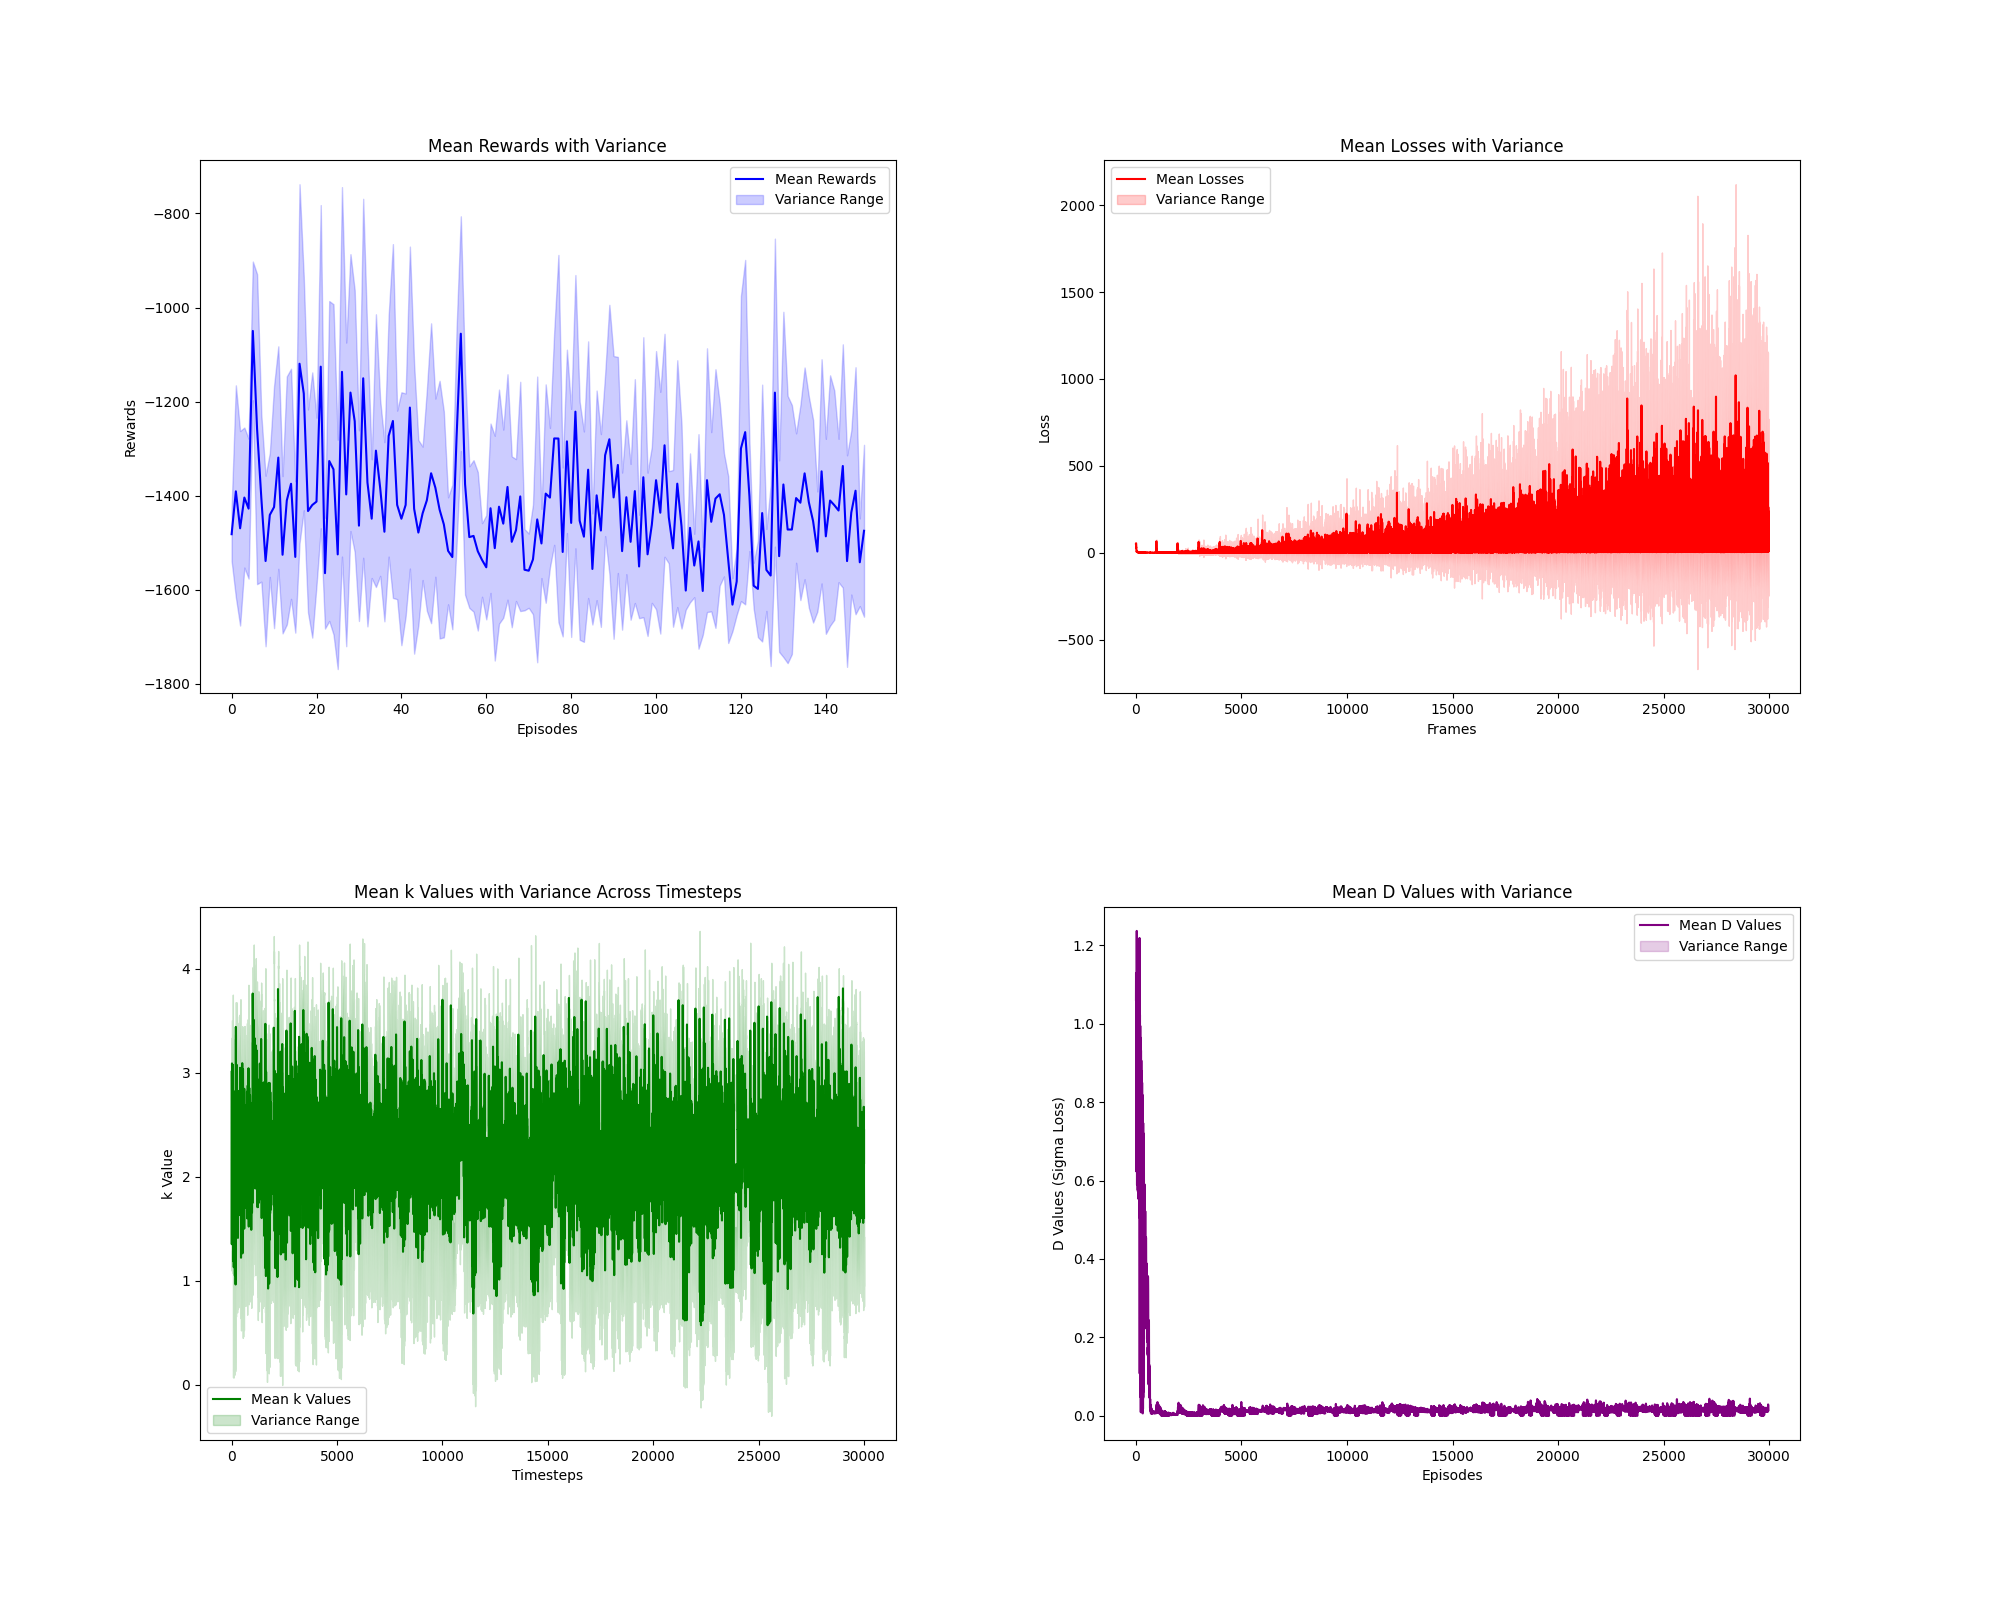 Mean Rewards with Variance
Mean Rewards
Variance Range
−800
−1000
−1200
−1400
−1600
−1800
Rewards
0 20 40 60 80 100 120 140
Episodes
Mean Losses with Variance
Mean Losses
Variance Range
2000
1500
1000
500
0
−500
Loss
0 5000 10000 15000 20000 25000 30000
Frames
Mean k Values with Variance Across Timesteps
4
3
2
1
0
k Value
Mean k Values
Variance Range
0 5000 10000 15000 20000 25000 30000
Timesteps
Mean D Values with Variance
Mean D Values
Variance Range
1.2
1.0
0.8
0.6
0.4
0.2
0.0
D Values (Sigma Loss)
0 5000 10000 15000 20000 25000 30000
Episodes